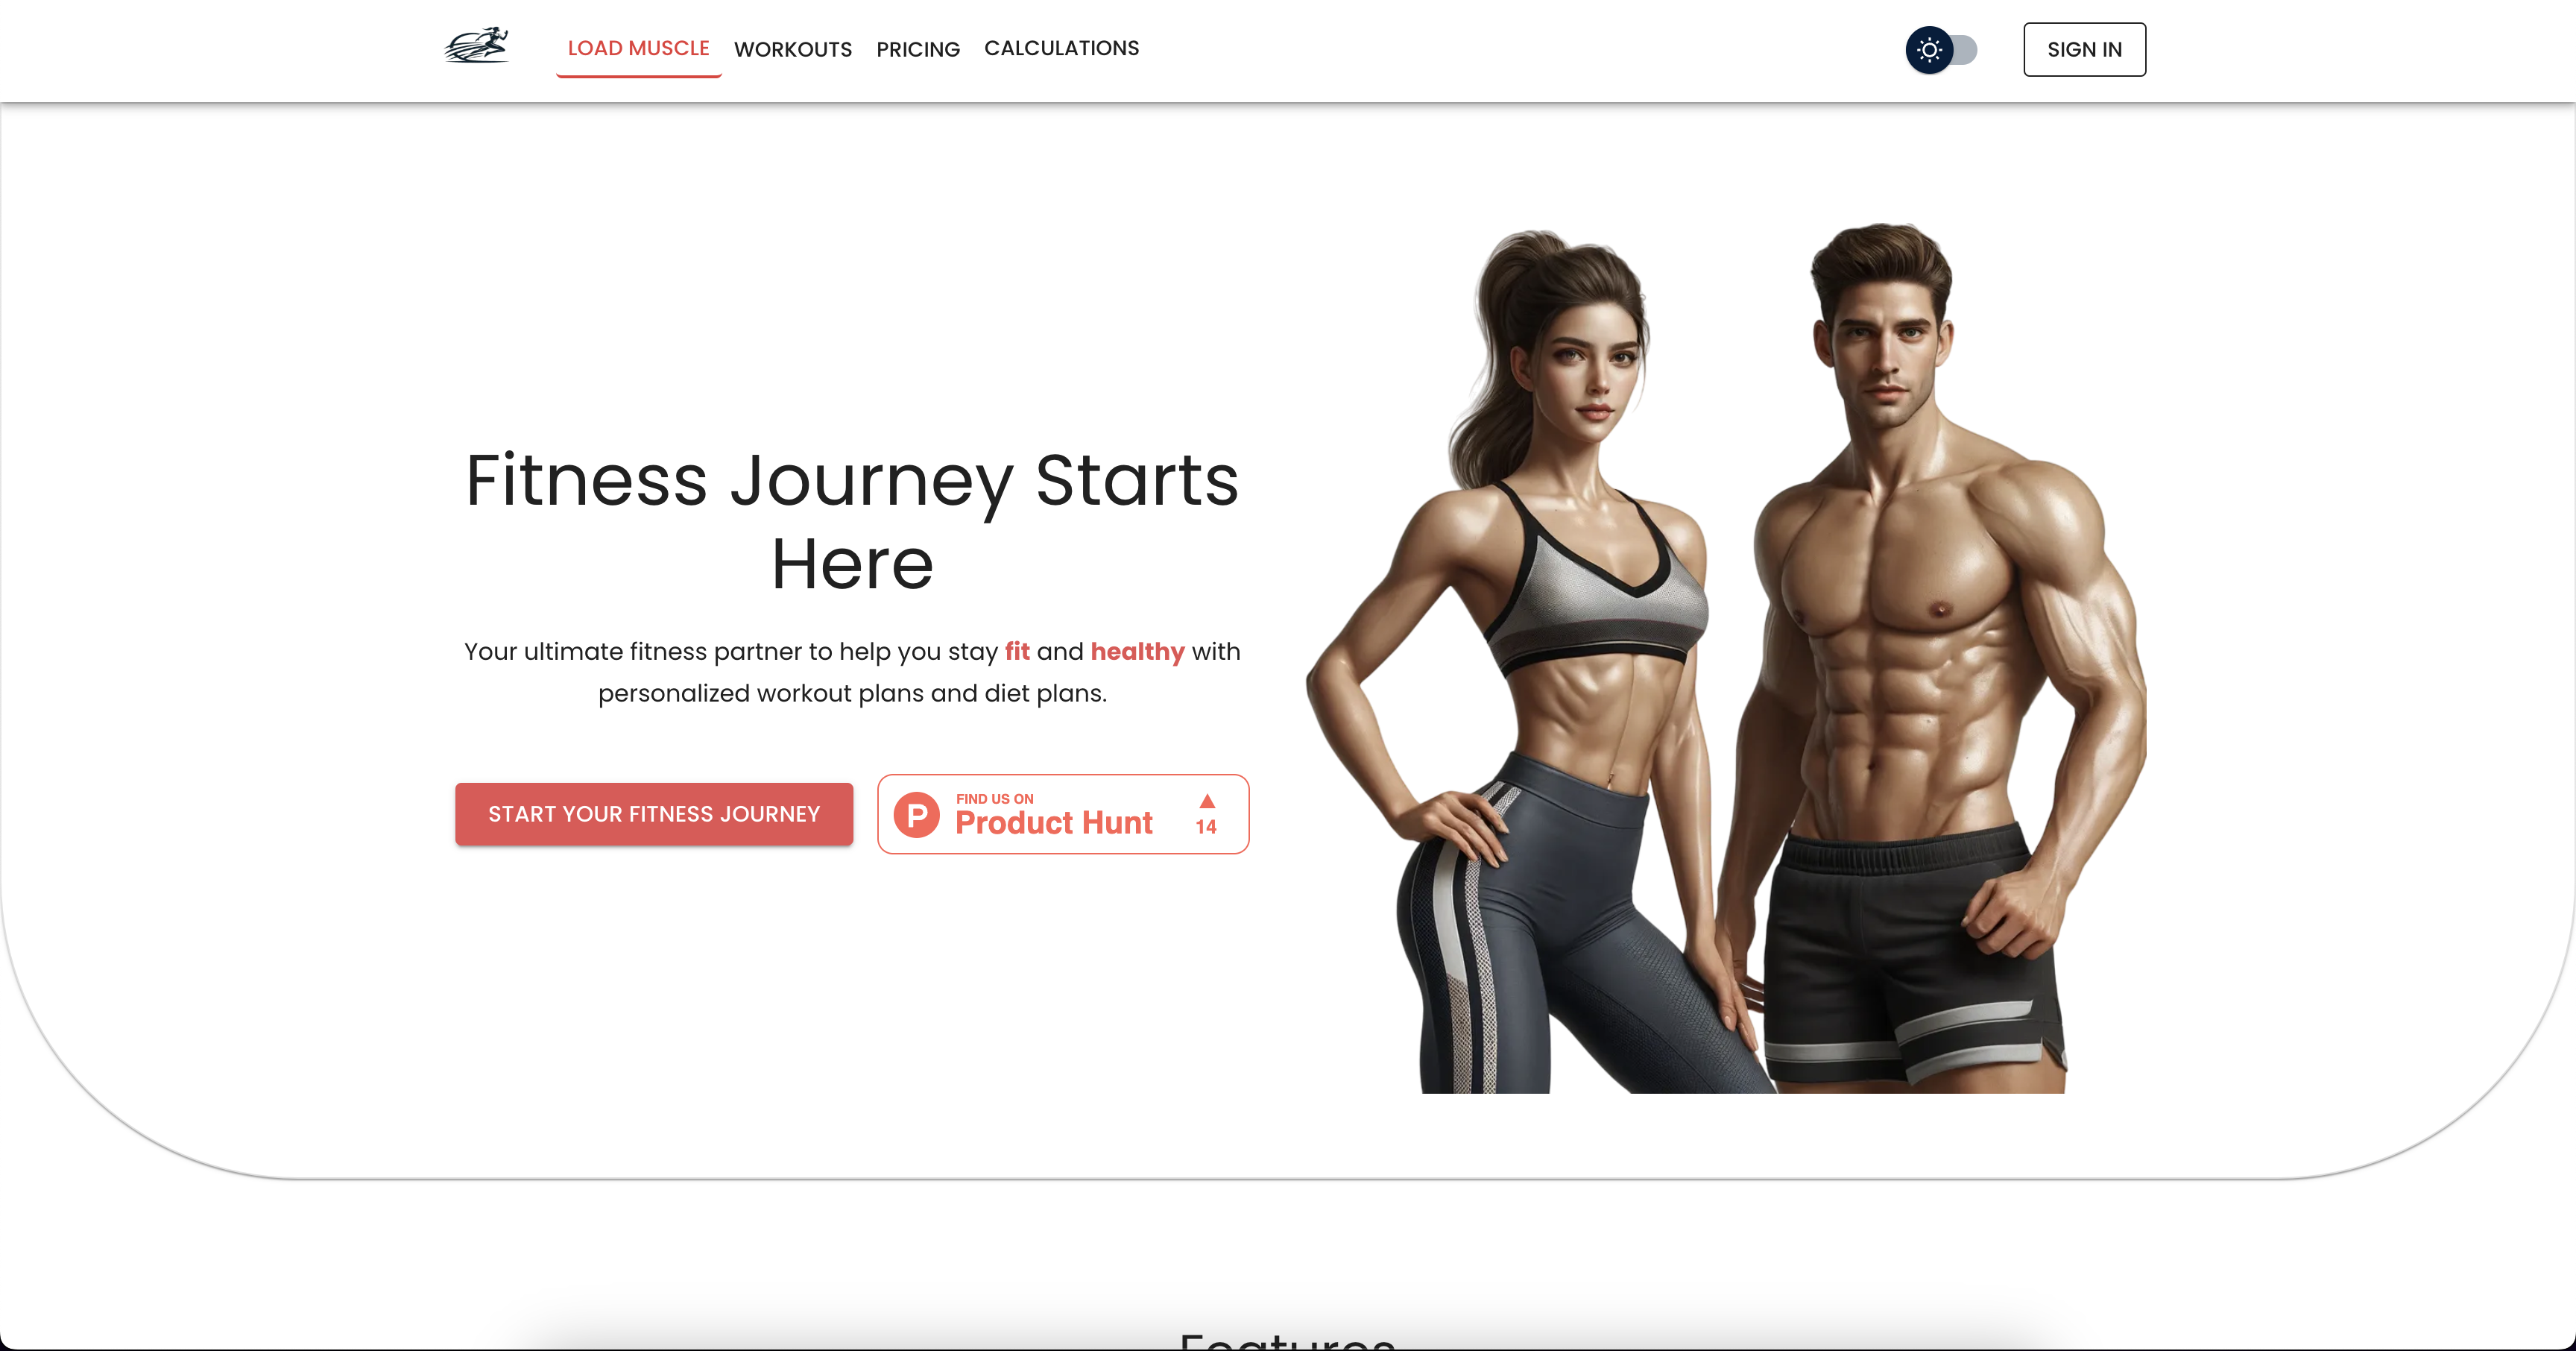 LOAD MUSCLE
WORKOUTS
PRICING
CALCULATIONS
SIGN IN
Fitness Journey Starts
Here
Your ultimate fitness partner to help you stay fit and healthy with
personalized workout plans and diet plans.
START YOUR FITNESS JOURNEY
P
FIND US ON
Product Hunt
▲
14
Features